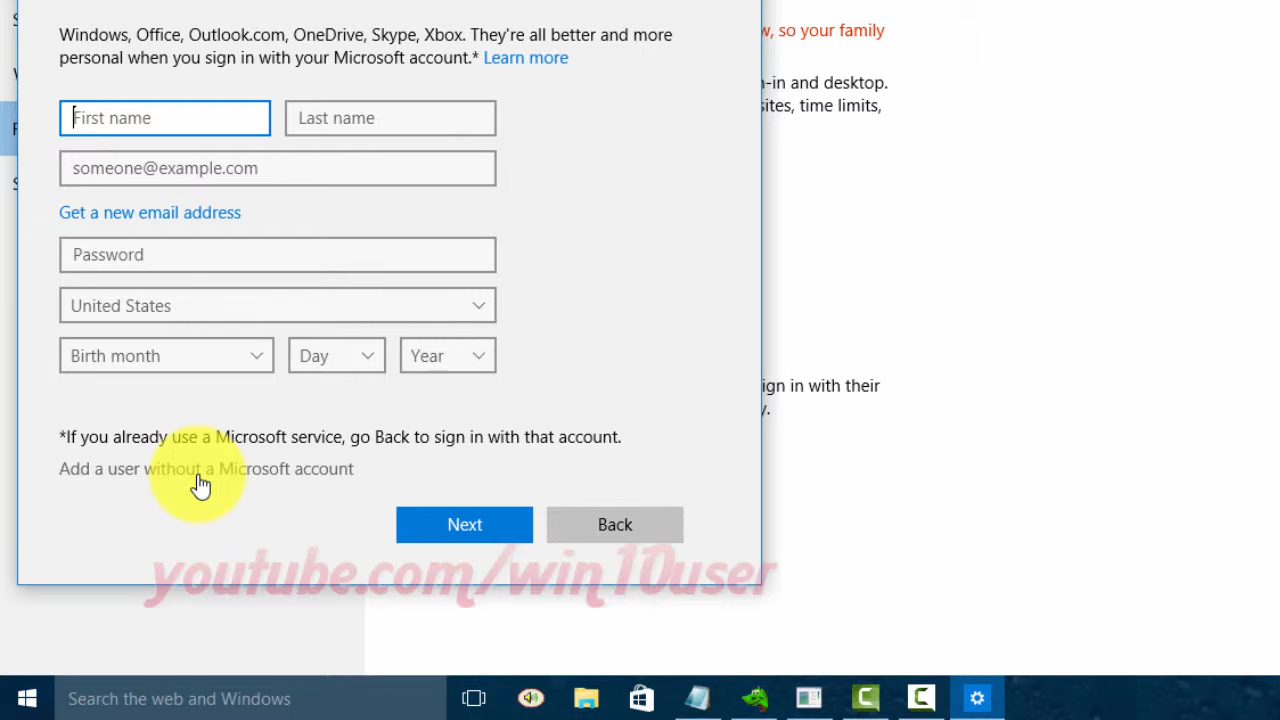 Windows, Office, Outlook.com, OneDrive, Skype, Xbox. They're all better and more
personal when you sign in with your Microsoft account.* Learn more
First name
Last name
someone@example.com
Get a new email address
Password
United States
Birth month
Day
Year
*If you already use a Microsoft service, go Back to sign in with that account.
Add a user without a Microsoft account
Next
Back
w, so your family
-in and desktop.
sites, time limits,
ign in with their
y.
youtube.com/win10user
Search the web and Windows